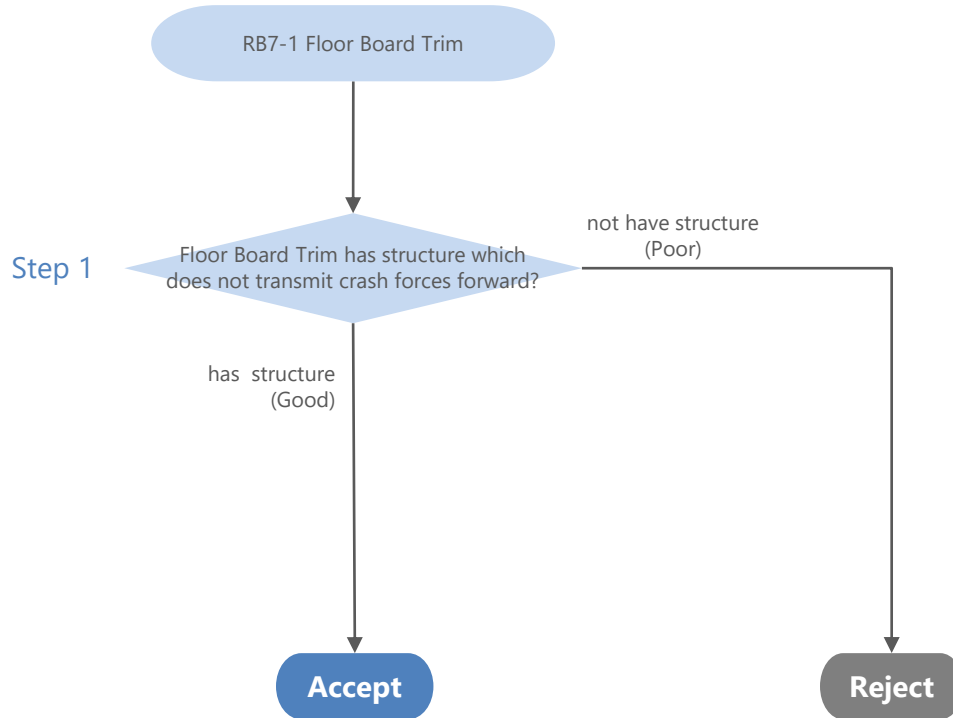 RB7-1 Floor Board Trim
not have structure
(Poor)
Step 1
Floor Board Trim has structure which
does not transmit crash forces forward?
has structure
(Good)
Accept
Reject